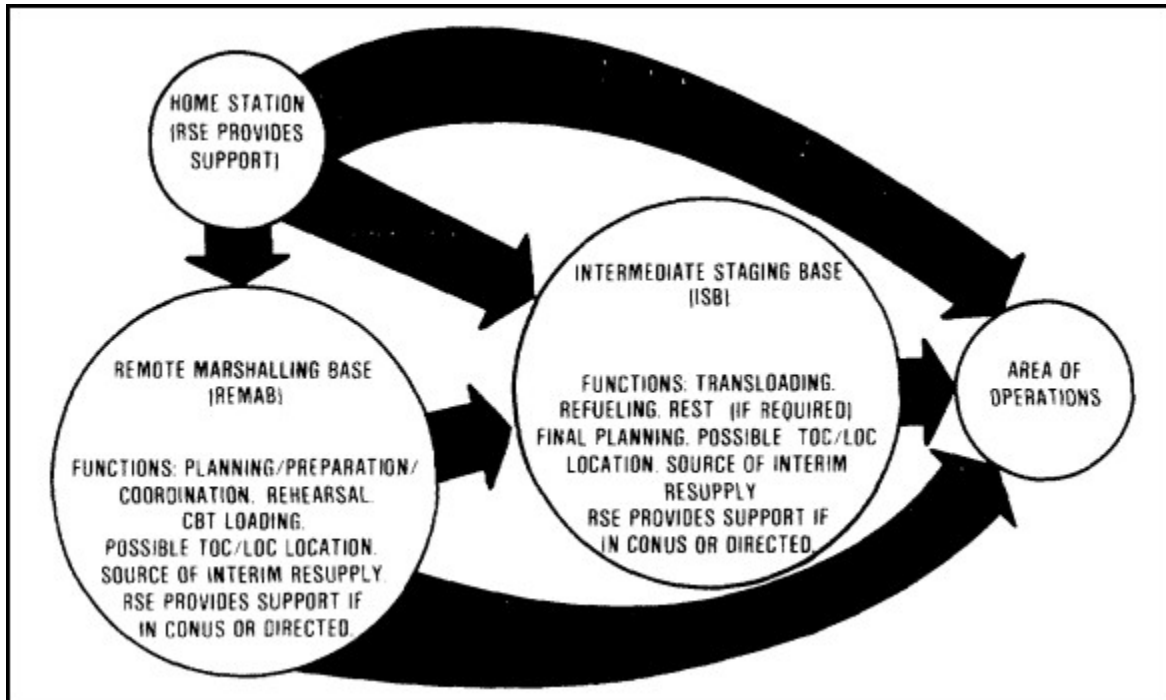 HOME STATION
(RSE PROVIDES
SUPPORT)
INTERMEDIATE STAGING BASE
(ISB)
FUNCTIONS: TRANSLOADING,
REFUELING, REST (IF REQUIRED)
FINAL PLANNING, POSSIBLE TOC/LOC
LOCATION. SOURCE OF INTERIM
RESUPPLY
RSE PROVIDES SUPPORT IF
IN CONUS OR DIRECTED.
AREA OF
OPERATIONS
REMOTE MARSHALLING BASE
(REMAB)
FUNCTIONS: PLANNING/PREPARATION/
COORDINATION, REHEARSAL,
CBT LOADING.
POSSIBLE TOC/LOC LOCATION.
SOURCE OF INTERIM RESUPPLY.
RSE PROVIDES SUPPORT IF
IN CONUS OR DIRECTED.